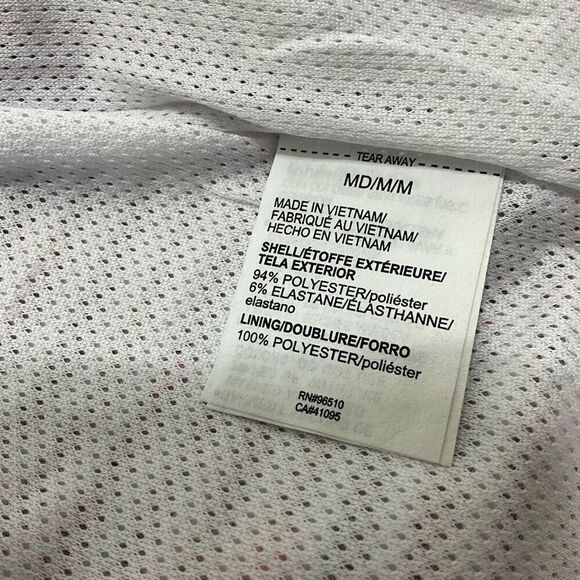 TEAR AWAY
MD/M/M
MADE IN VIETNAM/
FABRIQUÉ AU VIETNAM/
HECHO EN VIETNAM
SHELL/ÉTOFFE EXTÉRIEURE/
TELA EXTERIOR
94% POLYESTER/poliéster
6% ELASTANE/ÉLASTHANNE/
elastano
LINING/DOUBLURE/FORRO
100% POLYESTER/poliéster
RN#96510
CA#41095